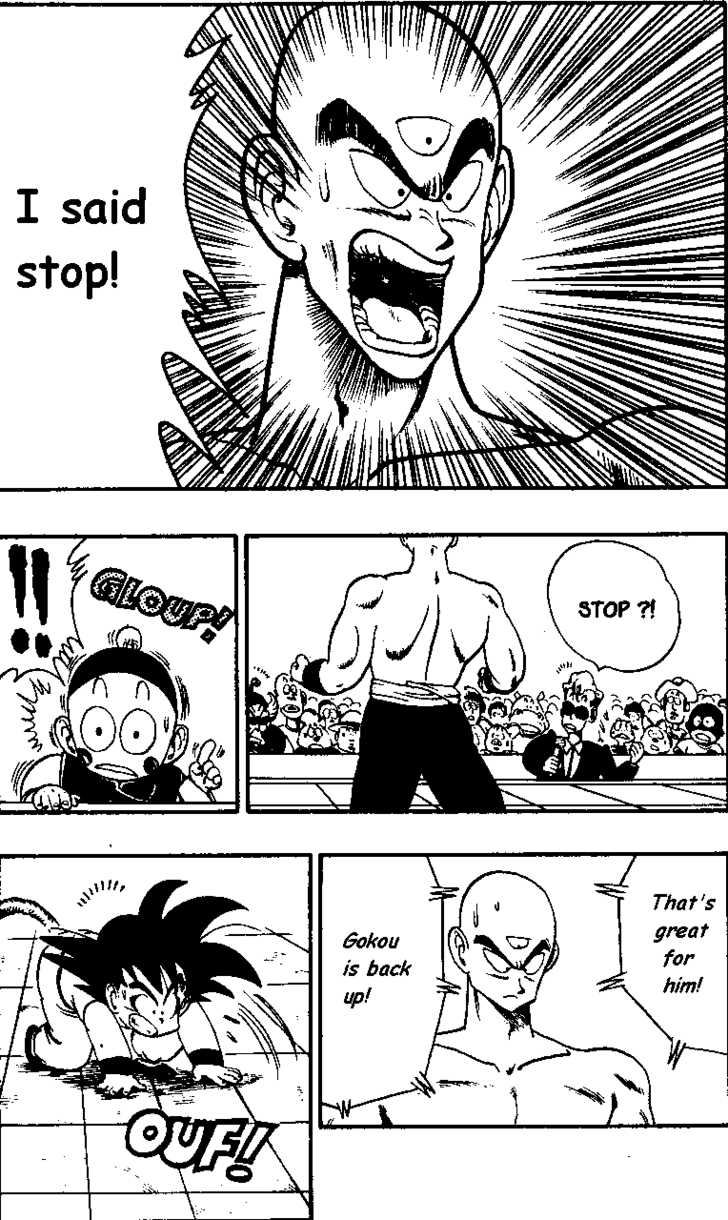 I said
stop!
!!
GLOUP!
STOP ?!
OUF!
Gokou
is back
up!
That's
great
for
him!